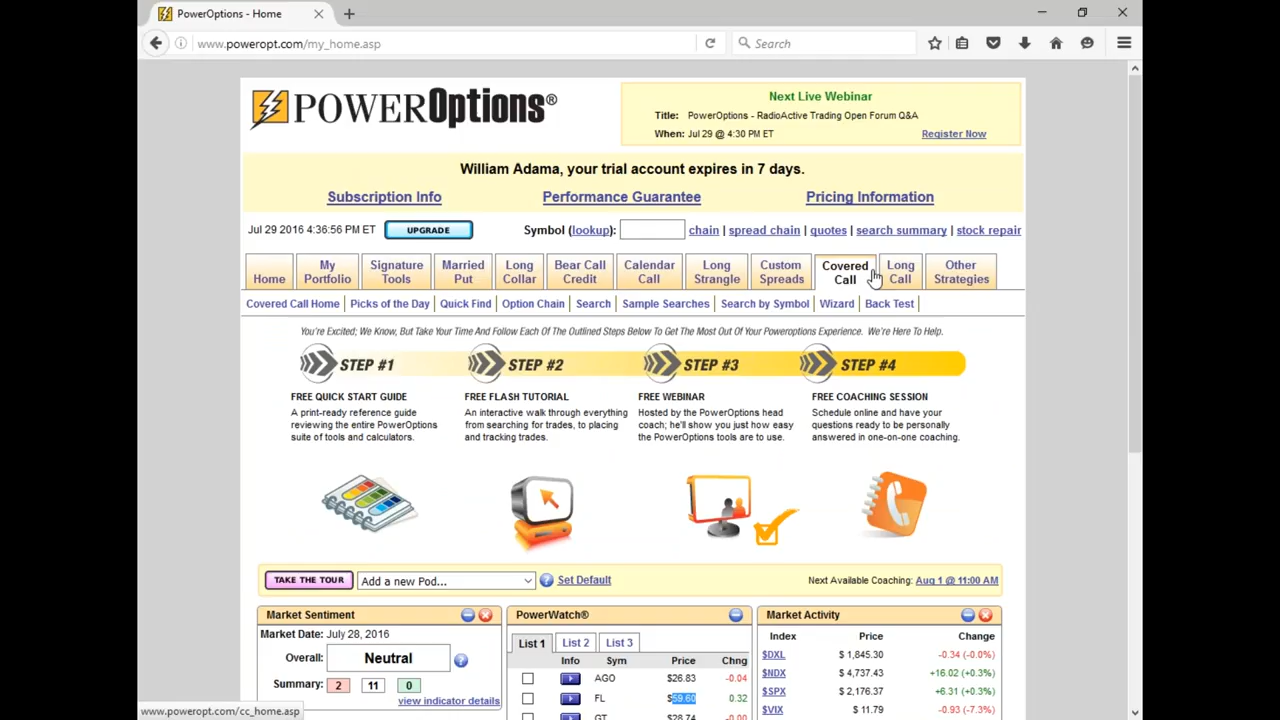 PowerOptions - Home
www.poweropt.com/my_home.asp
Search
POWEROptions®
Next Live Webinar
Title: PowerOptions - RadioActive Trading Open Forum Q&A
When: Jul 29 @ 4:30 PM ET Register Now
William Adama, your trial account expires in 7 days.
Subscription Info Performance Guarantee Pricing Information
Jul 29 2016 4:36:56 PM ET UPGRADE Symbol (lookup): chain | spread chain | quotes | search summary | stock repair
Home My Portfolio Signature Tools Married Put Long Collar Bear Call Credit Calendar Call Long Strangle Custom Spreads Covered Call Long Call Other Strategies
Covered Call Home | Picks of the Day | Quick Find | Option Chain | Search | Sample Searches | Search by Symbol | Wizard | Back Test |
You're Excited; We Know, But Take Your Time And Follow Each Of The Outlined Steps Below To Get The Most Out Of Your Poweroptions Experience. We're Here To Help.
STEP #1 STEP #2 STEP #3 STEP #4
FREE QUICK START GUIDE
A print-ready reference guide
reviewing the entire PowerOptions
suite of tools and calculators.
FREE FLASH TUTORIAL
An interactive walk through everything
from searching for trades, to placing
and tracking trades.
FREE WEBINAR
Hosted by the PowerOptions head
coach; he'll show you just how easy
the PowerOptions tools are to use.
FREE COACHING SESSION
Schedule online and have your
questions ready to be personally
answered in one-on-one coaching.
TAKE THE TOUR Add a new Pod... Set Default Next Available Coaching: Aug 1 @ 11:00 AM
Market Sentiment
Market Date: July 28, 2016
Overall: Neutral
Summary: 2 11 0
view indicator details
PowerWatch®
List 1 List 2 List 3
Info Sym Price Chng
AGO $26.83 -0.04
FL $59.60 0.32
GT $28.74 -0.00
Market Activity
Index Price Change
$DXL $ 1,845.30 -0.34 (-0.0%)
$NDX $ 4,737.43 +16.02 (+0.3%)
$SPX $ 2,176.37 +6.31 (+0.3%)
$VIX $ 11.79 -0.93 (-7.3%)
www.poweropt.com/cc_home.asp